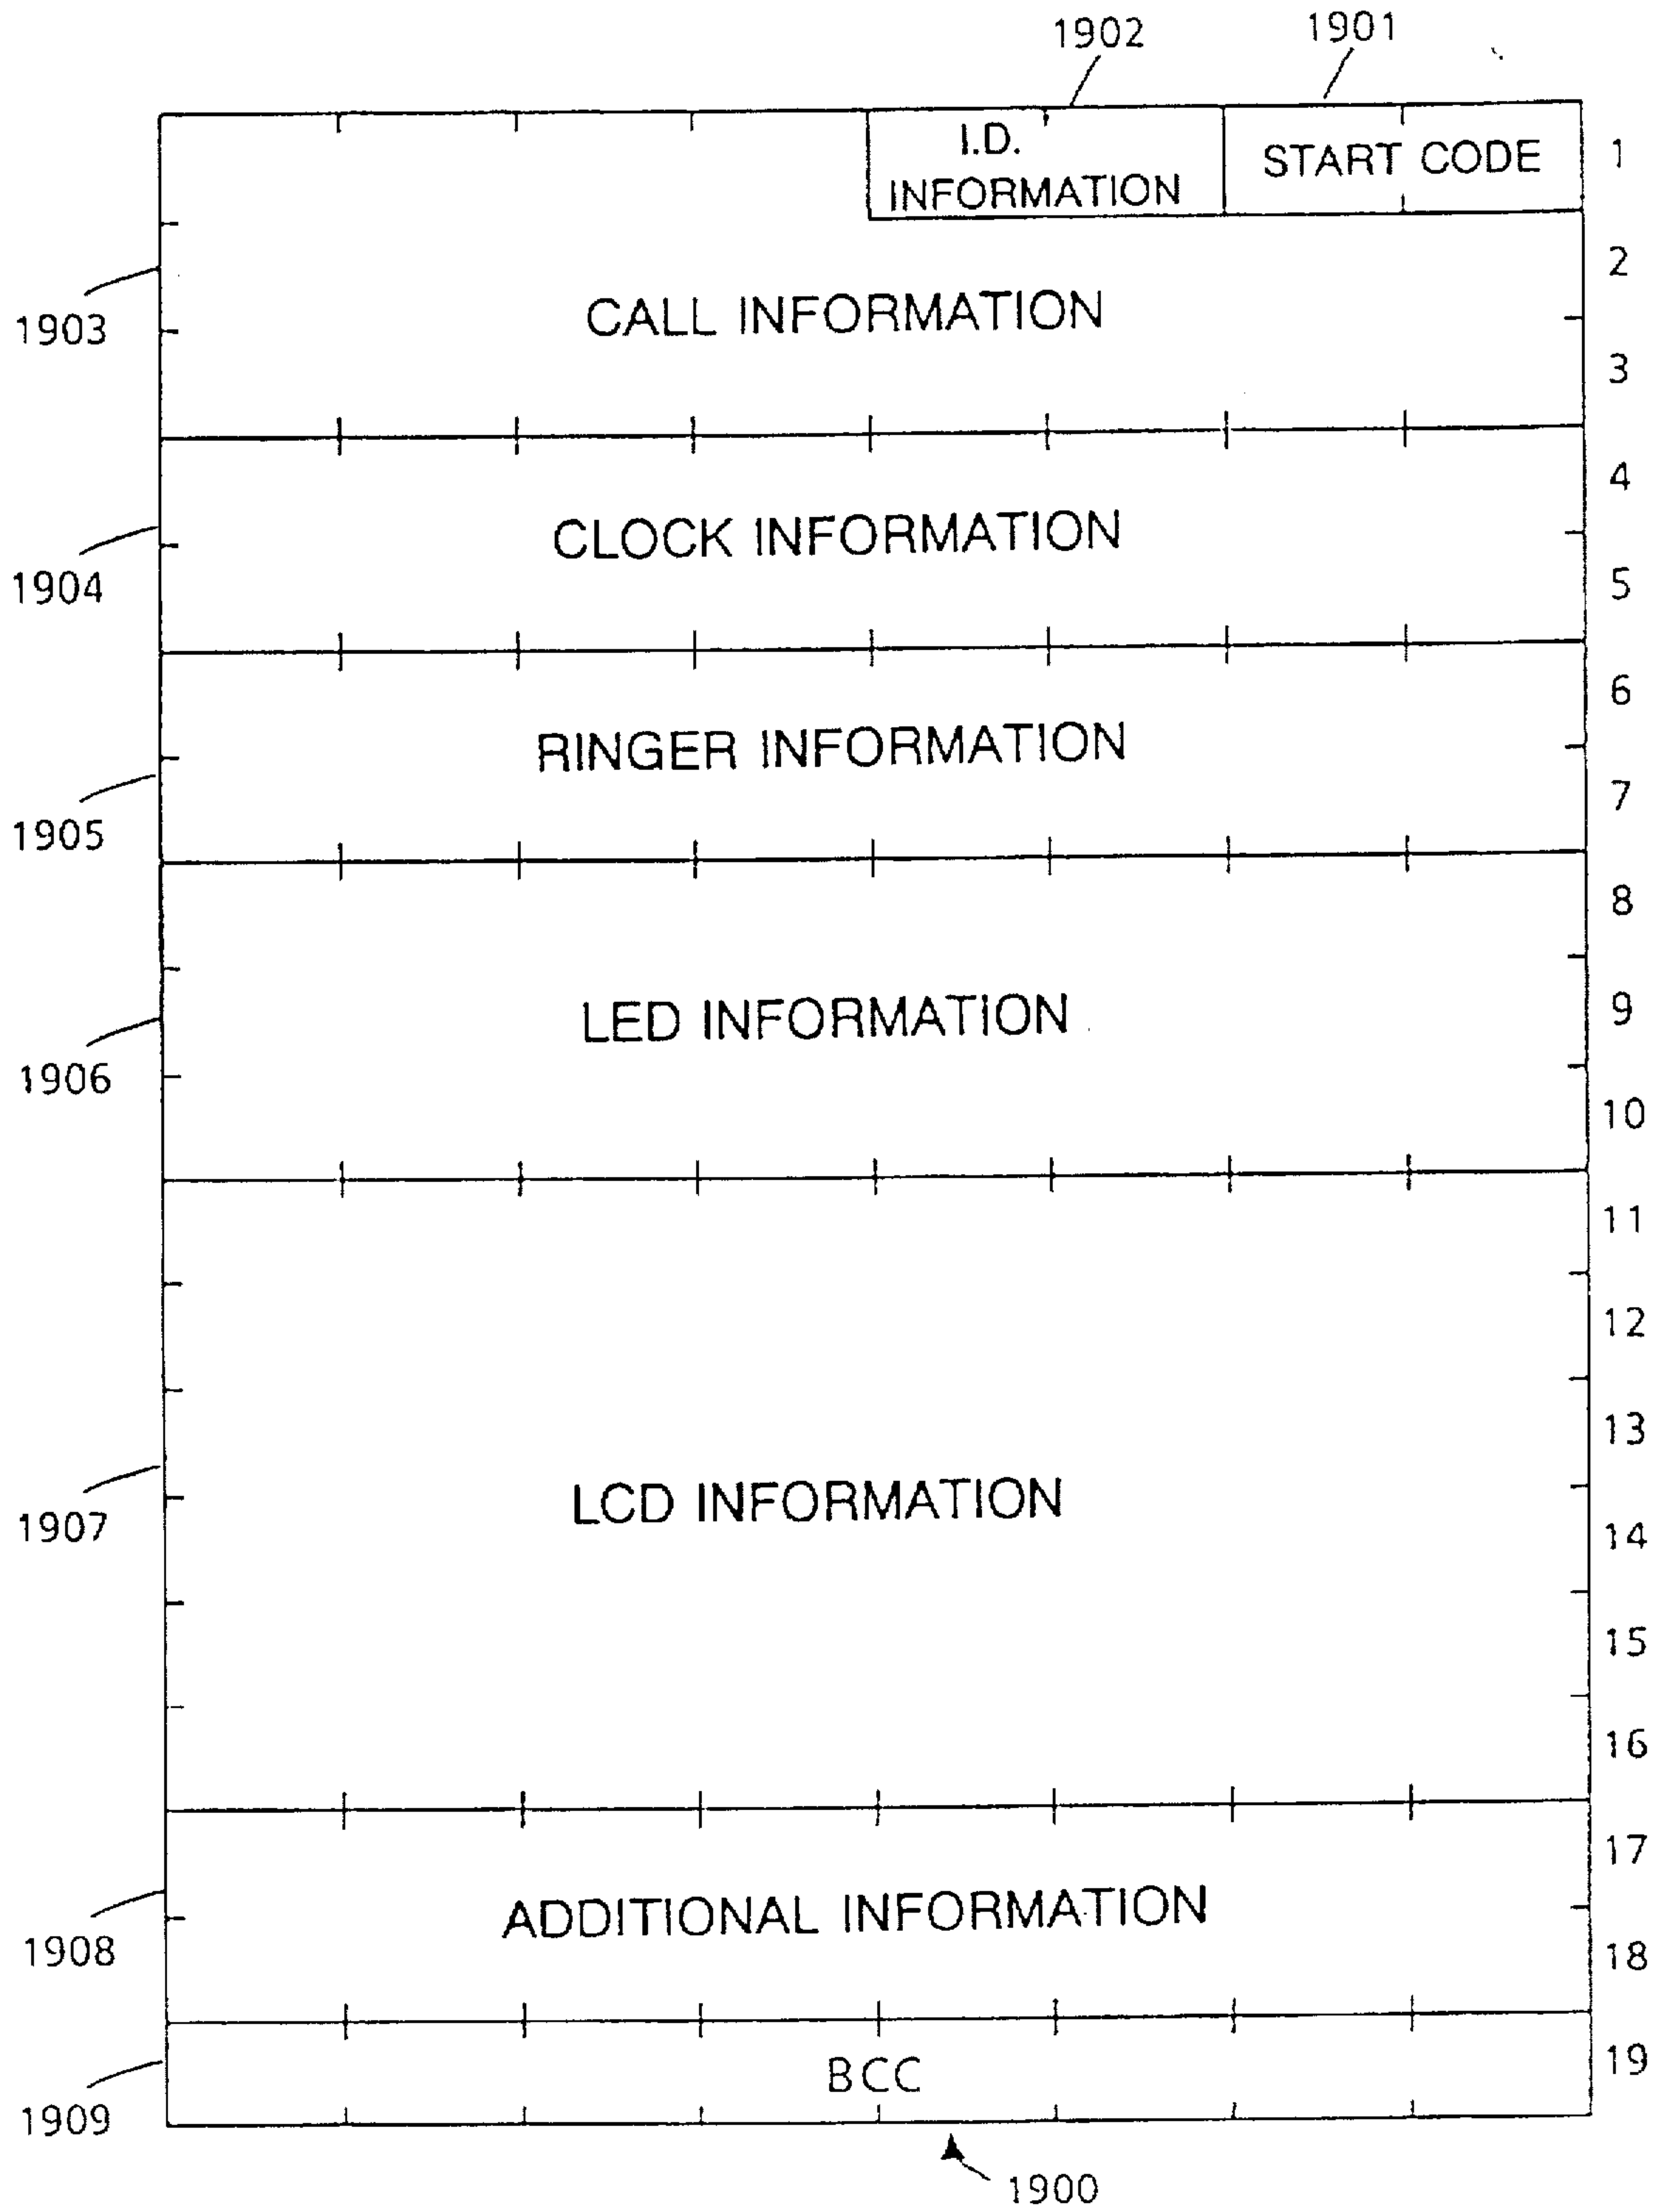 1902 1901
I.D.
INFORMATION
START CODE 1
2
CALL INFORMATION
1903
3
4
CLOCK INFORMATION
1904 5
6
RINGER INFORMATION
7
1905
8
LED INFORMATION 9
1906
10
11
12
13
LCD INFORMATION
1907 14
15
16
17
ADDITIONAL INFORMATION
1908 18
BCC 19
1909
1900